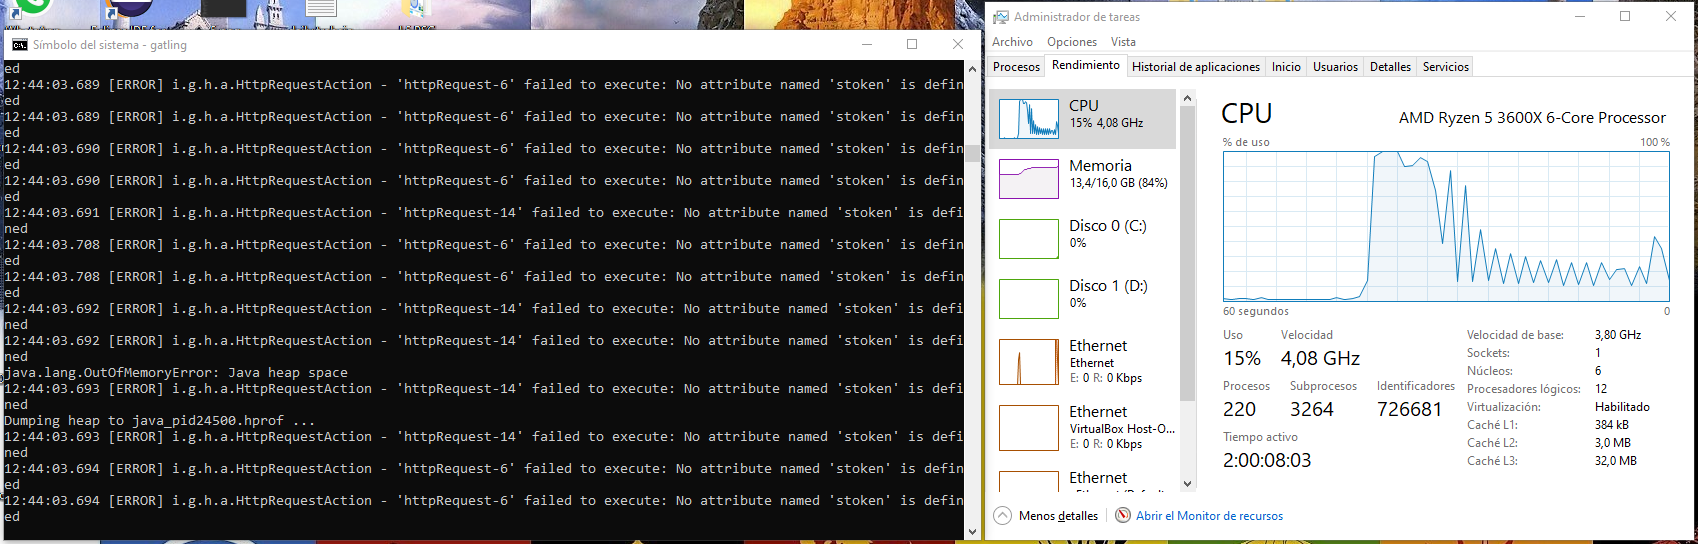 Símbolo del sistema - gatling
ed
12:44:03.689 [ERROR] i.g.h.a.HttpRequestAction - 'httpRequest-6' failed to execute: No attribute named 'stoken' is defin
ed
12:44:03.689 [ERROR] i.g.h.a.HttpRequestAction - 'httpRequest-6' failed to execute: No attribute named 'stoken' is defin
ed
12:44:03.690 [ERROR] i.g.h.a.HttpRequestAction - 'httpRequest-6' failed to execute: No attribute named 'stoken' is defin
ed
12:44:03.690 [ERROR] i.g.h.a.HttpRequestAction - 'httpRequest-6' failed to execute: No attribute named 'stoken' is defin
ed
12:44:03.691 [ERROR] i.g.h.a.HttpRequestAction - 'httpRequest-14' failed to execute: No attribute named 'stoken' is defi
ned
12:44:03.708 [ERROR] i.g.h.a.HttpRequestAction - 'httpRequest-6' failed to execute: No attribute named 'stoken' is defin
ed
12:44:03.708 [ERROR] i.g.h.a.HttpRequestAction - 'httpRequest-6' failed to execute: No attribute named 'stoken' is defin
ed
12:44:03.692 [ERROR] i.g.h.a.HttpRequestAction - 'httpRequest-14' failed to execute: No attribute named 'stoken' is defi
ned
12:44:03.692 [ERROR] i.g.h.a.HttpRequestAction - 'httpRequest-14' failed to execute: No attribute named 'stoken' is defi
ned
java.lang.OutOfMemoryError: Java heap space
12:44:03.693 [ERROR] i.g.h.a.HttpRequestAction - 'httpRequest-14' failed to execute: No attribute named 'stoken' is defi
ned
Dumping heap to java_pid24500.hprof ...
12:44:03.693 [ERROR] i.g.h.a.HttpRequestAction - 'httpRequest-14' failed to execute: No attribute named 'stoken' is defi
ned
12:44:03.694 [ERROR] i.g.h.a.HttpRequestAction - 'httpRequest-6' failed to execute: No attribute named 'stoken' is defin
ed
12:44:03.694 [ERROR] i.g.h.a.HttpRequestAction - 'httpRequest-6' failed to execute: No attribute named 'stoken' is defin
ed
Administrador de tareas
Archivo Opciones Vista
Procesos Rendimiento Historial de aplicaciones Inicio Usuarios Detalles Servicios
CPU
15% 4,08 GHz
Memoria
13,4/16,0 GB (84%)
Disco 0 (C:)
0%
Disco 1 (D:)
0%
Ethernet
Ethernet
E: 0 R: 0 Kbps
Ethernet
VirtualBox Host-O...
E: 0 R: 0 Kbps
Ethernet
CPU AMD Ryzen 5 3600X 6-Core Processor
% de uso 100 %
60 segundos 0
Uso Velocidad
15% 4,08 GHz
Procesos Subprocesos Identificadores
220 3264 726681
Tiempo activo
2:00:08:03
Velocidad de base: 3,80 GHz
Sockets: 1
Núcleos: 6
Procesadores lógicos: 12
Virtualización: Habilitado
Caché L1: 384 kB
Caché L2: 3,0 MB
Caché L3: 32,0 MB
Menos detalles Abrir el Monitor de recursos